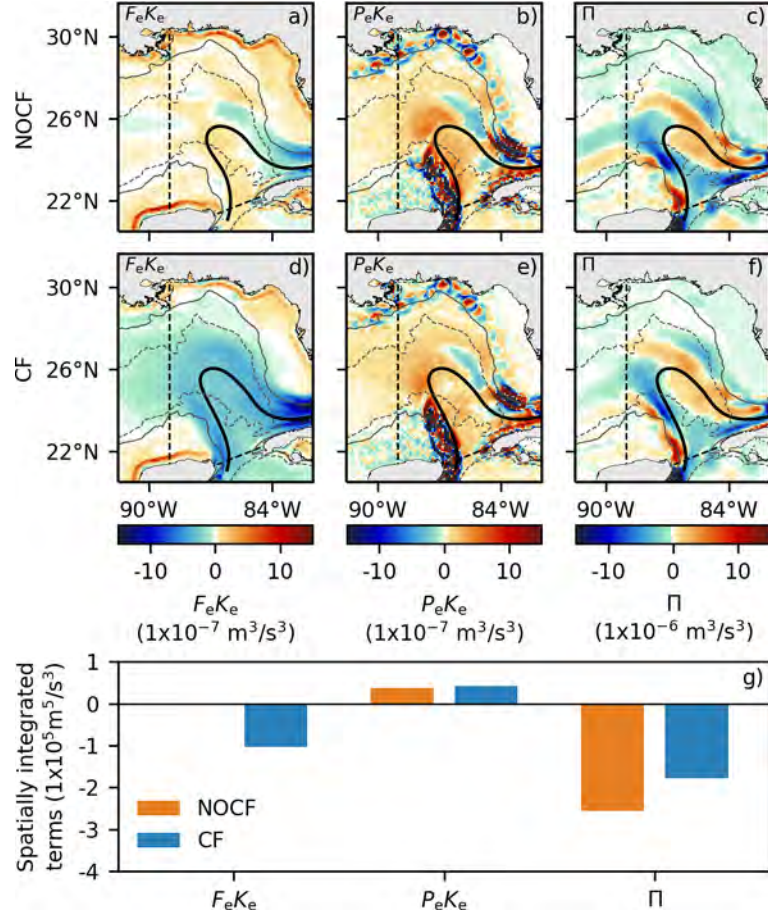 FₑKₑ a) PₑKₑ b) Π c)
30°N
NOCF
26°N
22°N
FₑKₑ d) PₑKₑ e) Π f)
30°N
CF
26°N
22°N
90°W 84°W 90°W 84°W 90°W 84°W
-10 0 10 -10 0 10 -10 0 10
FₑKₑ PₑKₑ Π
(1x10⁻⁷ m³/s³) (1x10⁻⁷ m³/s³) (1x10⁻⁶ m³/s³)
Spatially integrated
terms (1x10⁵m⁵/s³)
1 g)
0
-1
-2
-3
-4
NOCF
CF
FₑKₑ PₑKₑ Π